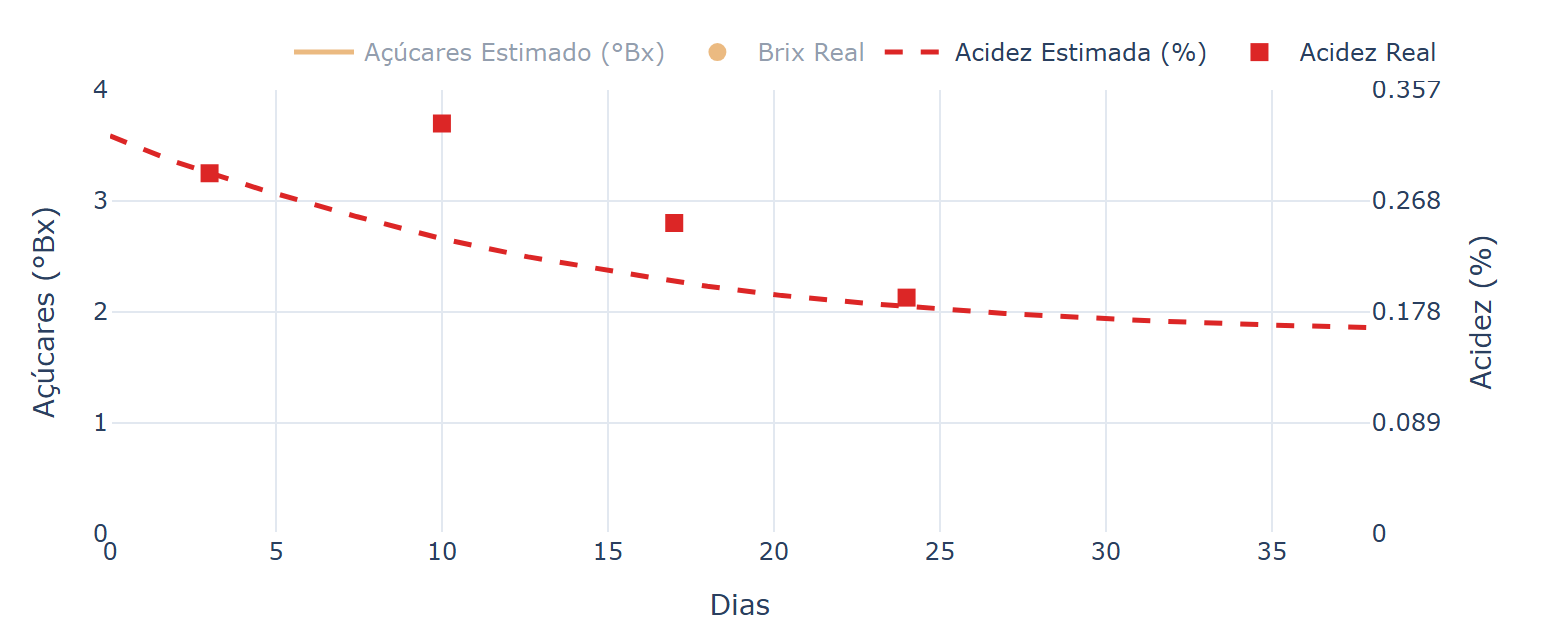 Açúcares Estimado (°Bx) Brix Real Acidez Estimada (%) Acidez Real
4 0.357
3 0.268
2 0.178
1 0.089
0 0
Açúcares (°Bx)
Acidez (%)
0 5 10 15 20 25 30 35
Dias